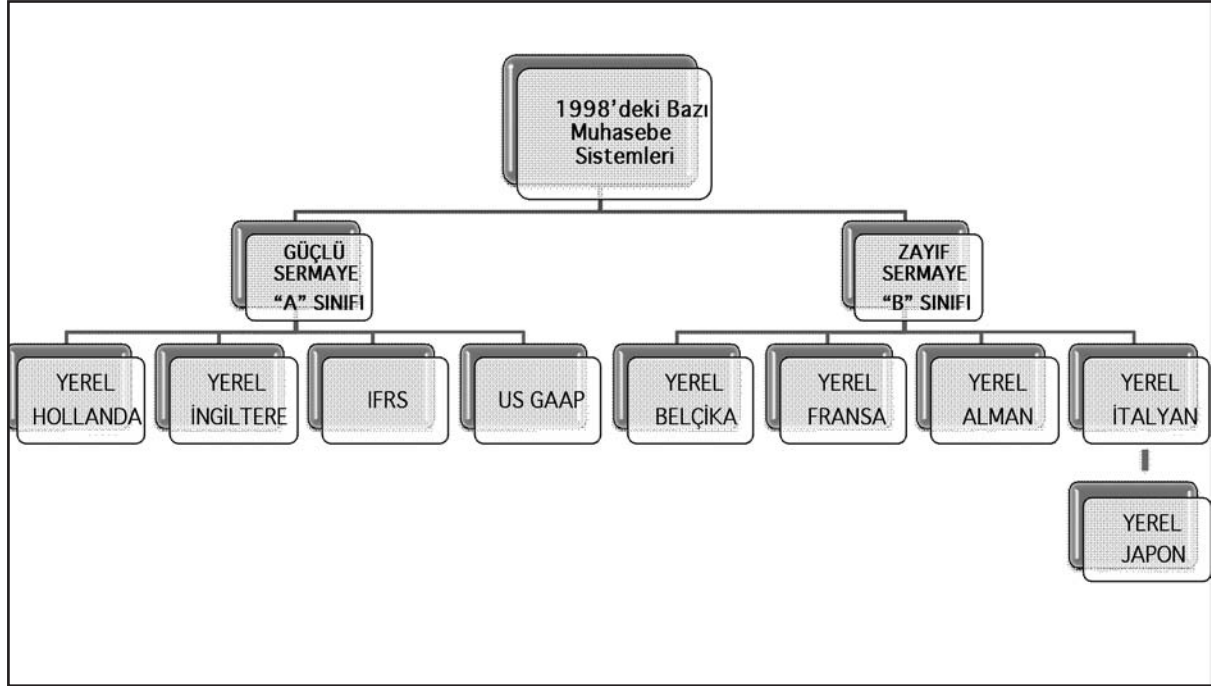 1998'deki Bazı
Muhasebe
Sistemleri
GÜÇLÜ
SERMAYE
“A” SINIFI
ZAYIF
SERMAYE
“B” SINIFI
YEREL
HOLLANDA
YEREL
İNGİLTERE
IFRS
US GAAP
YEREL
BELÇİKA
YEREL
FRANSA
YEREL
ALMAN
YEREL
İTALYAN
YEREL
JAPON